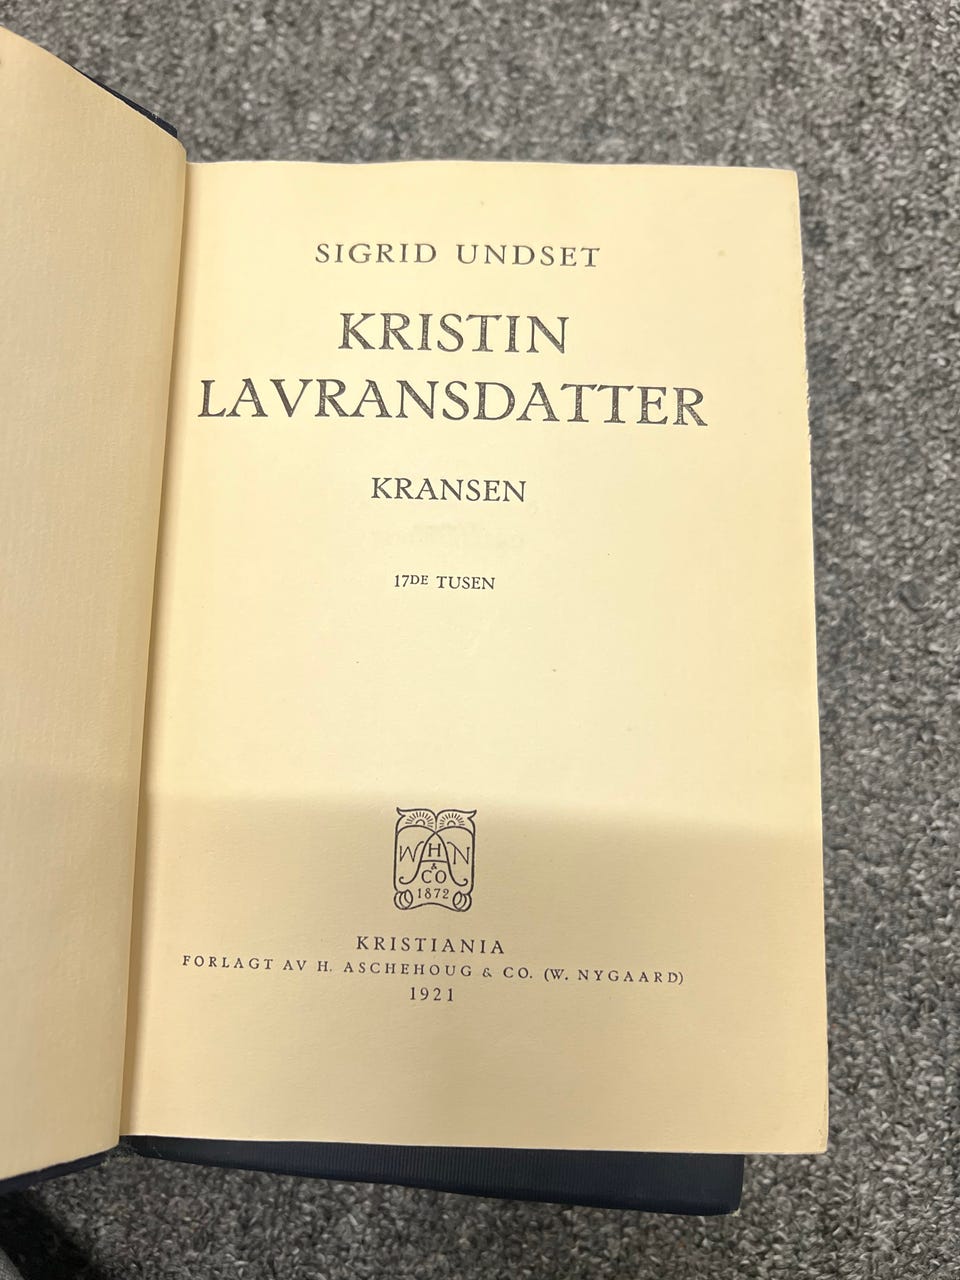 SIGRID UNDSET
KRISTIN
LAVRANSDATTER
KRANSEN
17DE TUSEN
W H N
& CO
1872
KRISTIANIA
FORLAGT AV H. ASCHEHOUG & CO. (W. NYGAARD)
1921